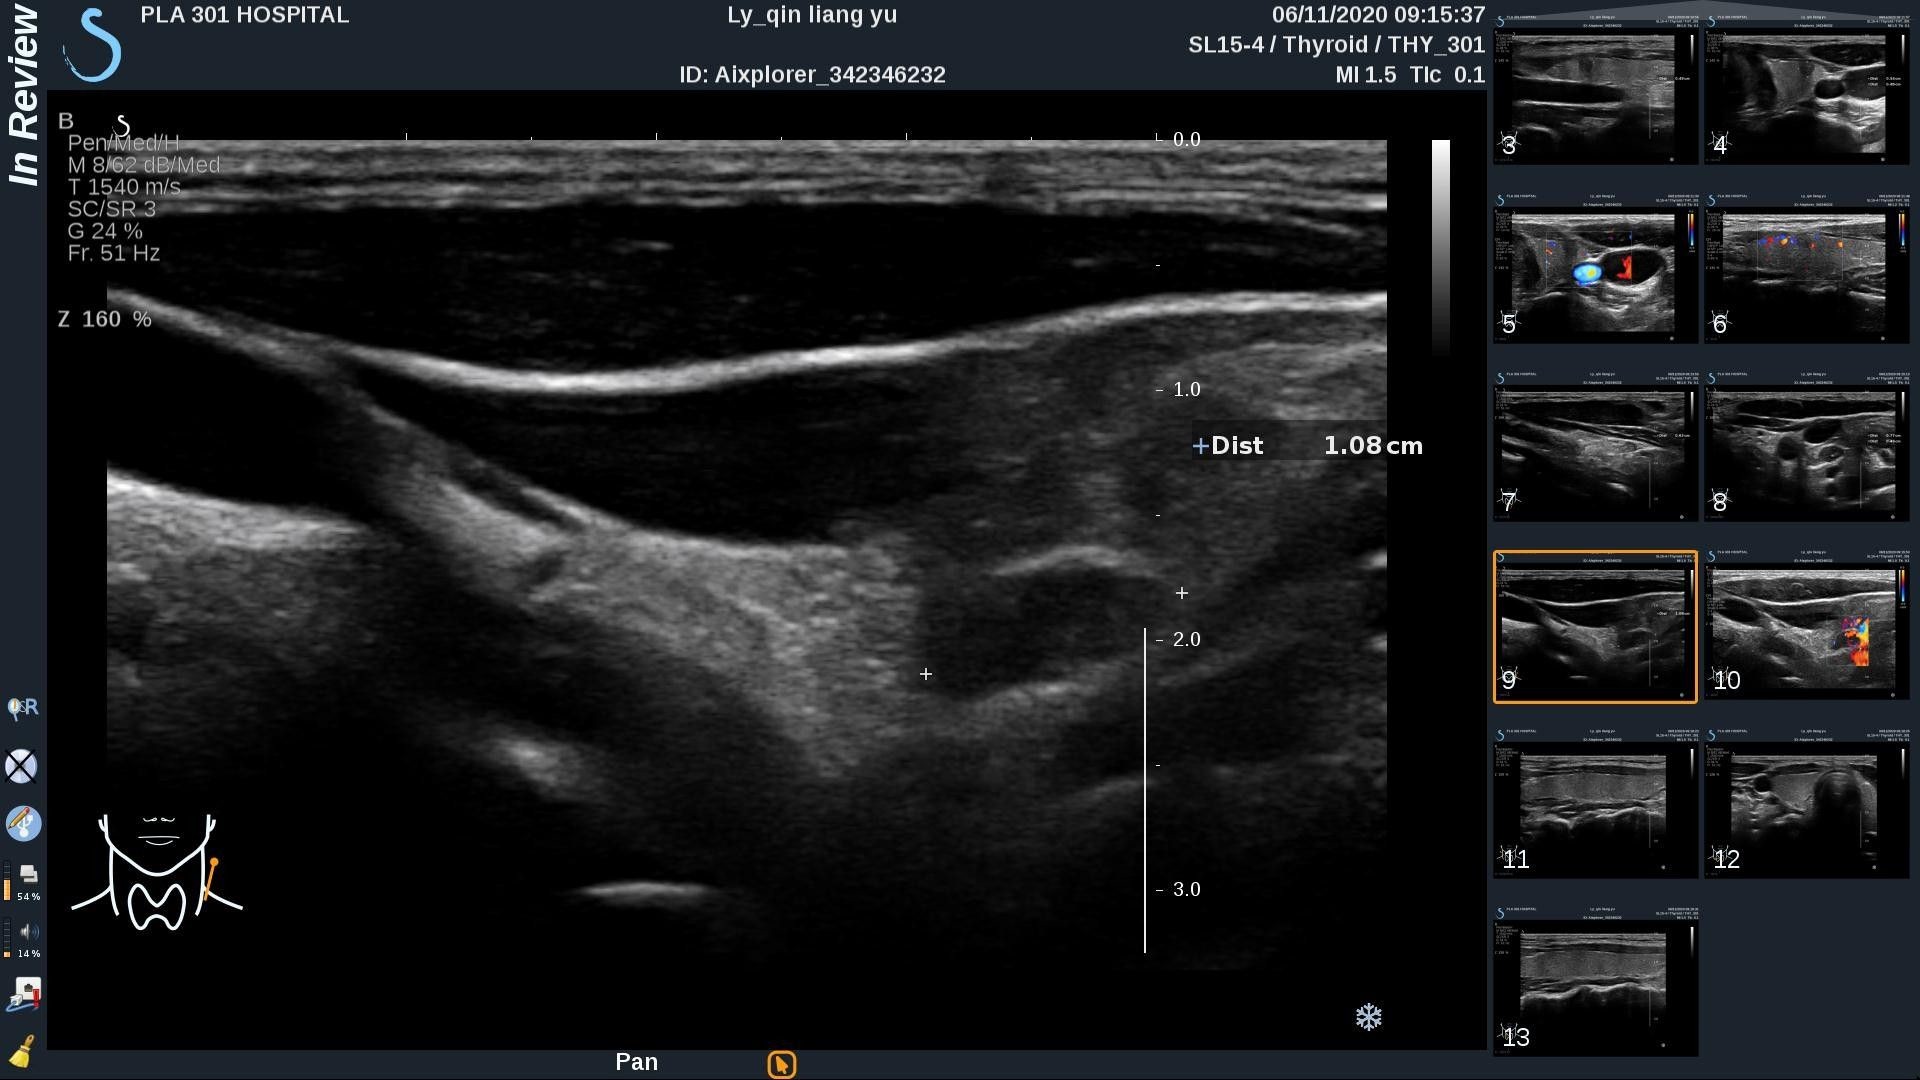 In Review
PLA 301 HOSPITAL
Ly_qin liang yu
06/11/2020 09:15:37
SL15-4 / Thyroid / THY_301
ID: Aixplorer_342346232
MI 1.5 TIc 0.1
B
Pen/Med/H
M 8/62 dB/Med
T 1540 m/s
SC/SR 3
G 24 %
Fr. 51 Hz
Z 160 %
0.0
1.0
+Dist 1.08 cm
2.0
3.0
R
54 %
14 %
Pan
3
4
5
6
7
8
9
10
11
12
13